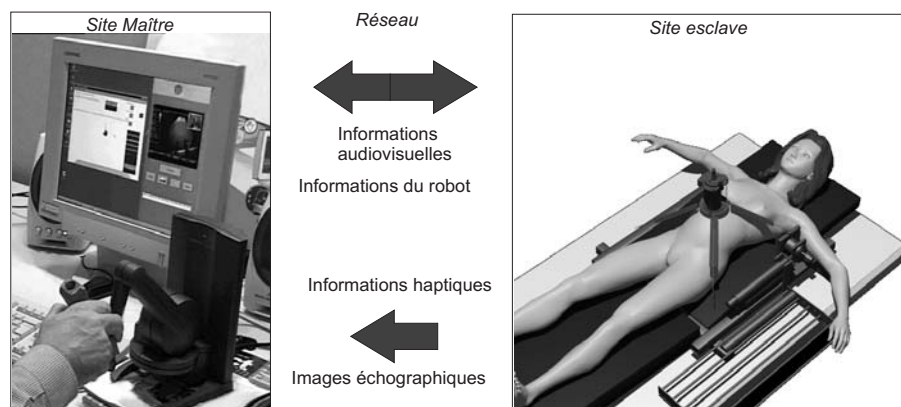 Site Maître
Réseau
Site esclave
Informations
audiovisuelles
Informations du robot
Informations haptiques
Images échographiques